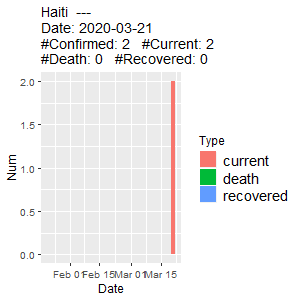 Haiti ---
Date: 2020-03-21
#Confirmed: 2 #Current: 2
#Death: 0 #Recovered: 0
2.0
1.5
1.0
0.5
0.0
Num
Feb 01 Feb 15 Mar 01 Mar 15
Date
Type
current
death
recovered